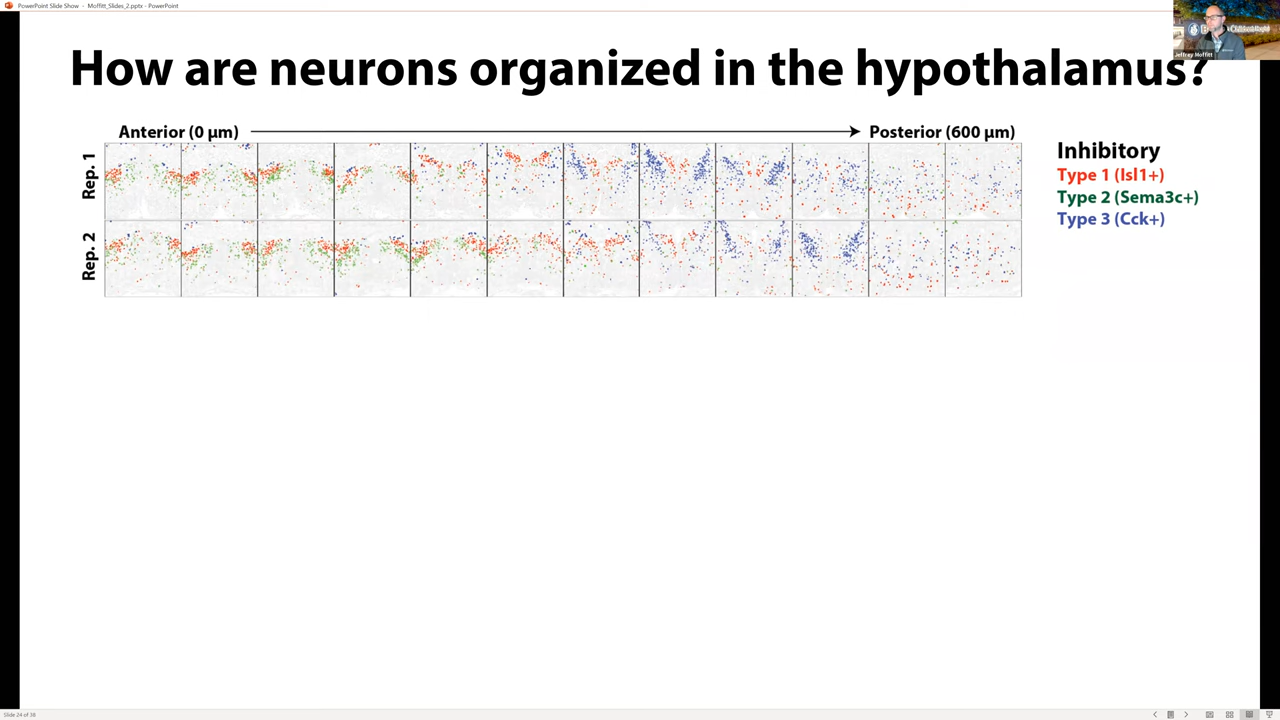 PowerPoint Slide Show - Moffitt_Slides_2.pptx - PowerPoint
Jeffrey Moffitt
How are neurons organized in the hypothalamus?
Anterior (0 µm)
Posterior (600 µm)
Rep. 1
Rep. 2
Inhibitory
Type 1 (Isl1+)
Type 2 (Sema3c+)
Type 3 (Cck+)
Slide 24 of 38